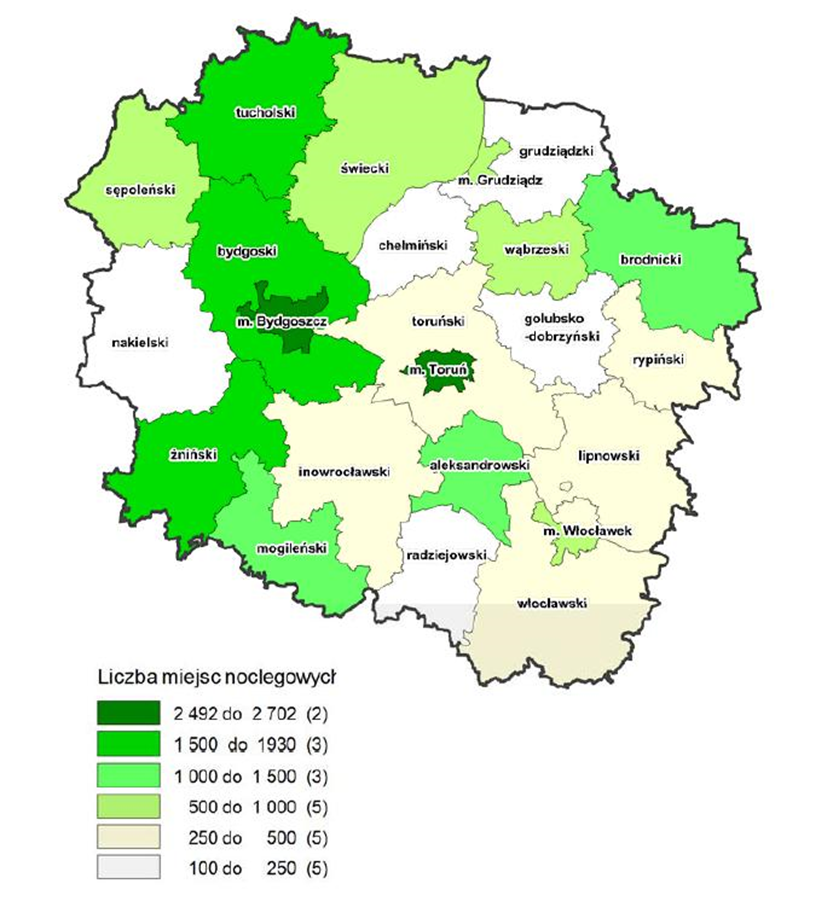 tucholski
grudziądzki
świecki
m. Grudziądz
sępoleński
chełmiński
bydgoski
wąbrzeski
brodnicki
m. Bydgoszcz
toruński
golubsko
-dobrzyński
nakielski
rypiński
m. Toruń
żniński
inowrocławski
aleksandrowski
lipnowski
m. Włocławek
mogileński
radziejowski
włocławski
Liczba miejsc noclegowych
2 492 do 2 702 (2)
1 500 do 1930 (3)
1 000 do 1 500 (3)
500 do 1 000 (5)
250 do 500 (5)
100 do 250 (5)